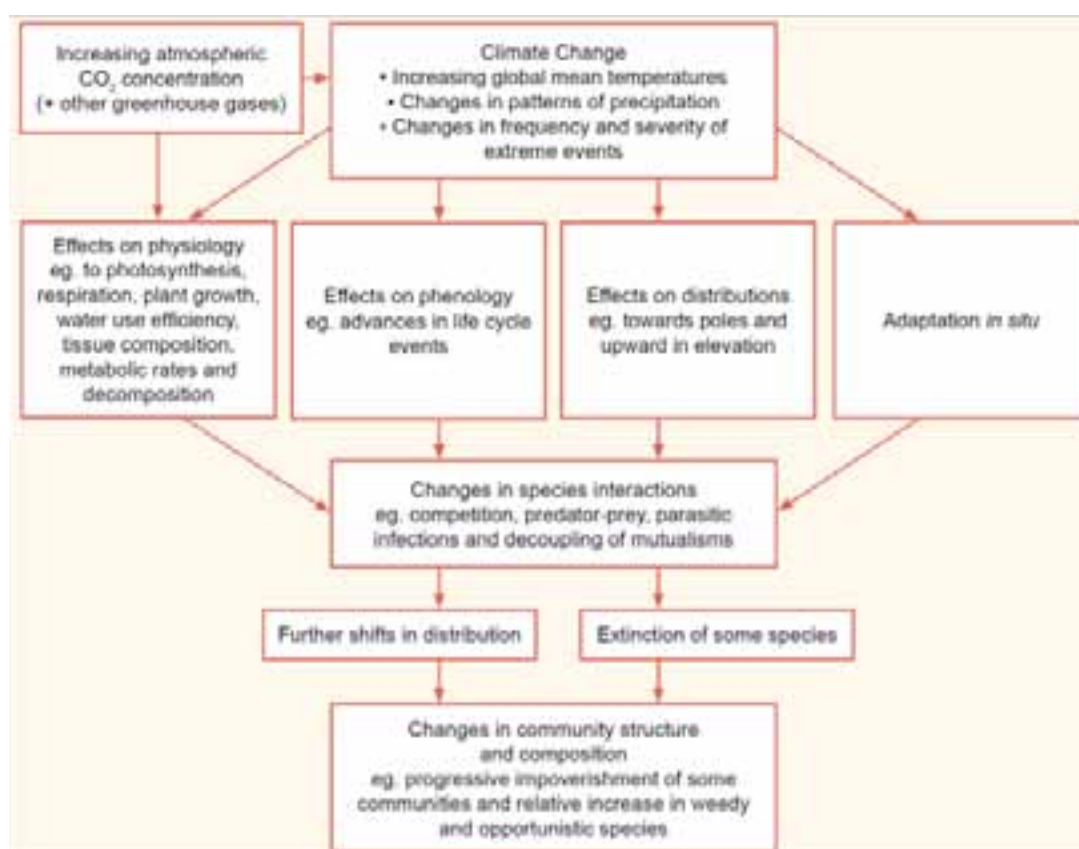 Increasing atmospheric
CO₂ concentration
(• other greenhouse gases)
Climate Change
• Increasing global mean temperatures
• Changes in patterns of precipitation
• Changes in frequency and severity of
extreme events
Effects on physiology
eg. to photosynthesis,
respiration, plant growth,
water use efficiency,
tissue composition,
metabolic rates and
decomposition
Effects on phenology
eg. advances in life cycle
events
Effects on distributions
eg. towards poles and
upward in elevation
Adaptation in situ
Changes in species interactions
eg. competition, predator-prey, parasitic
infections and decoupling of mutualisms
Further shifts in distribution
Extinction of some species
Changes in community structure
and composition
eg. progressive impoverishment of some
communities and relative increase in weedy
and opportunistic species